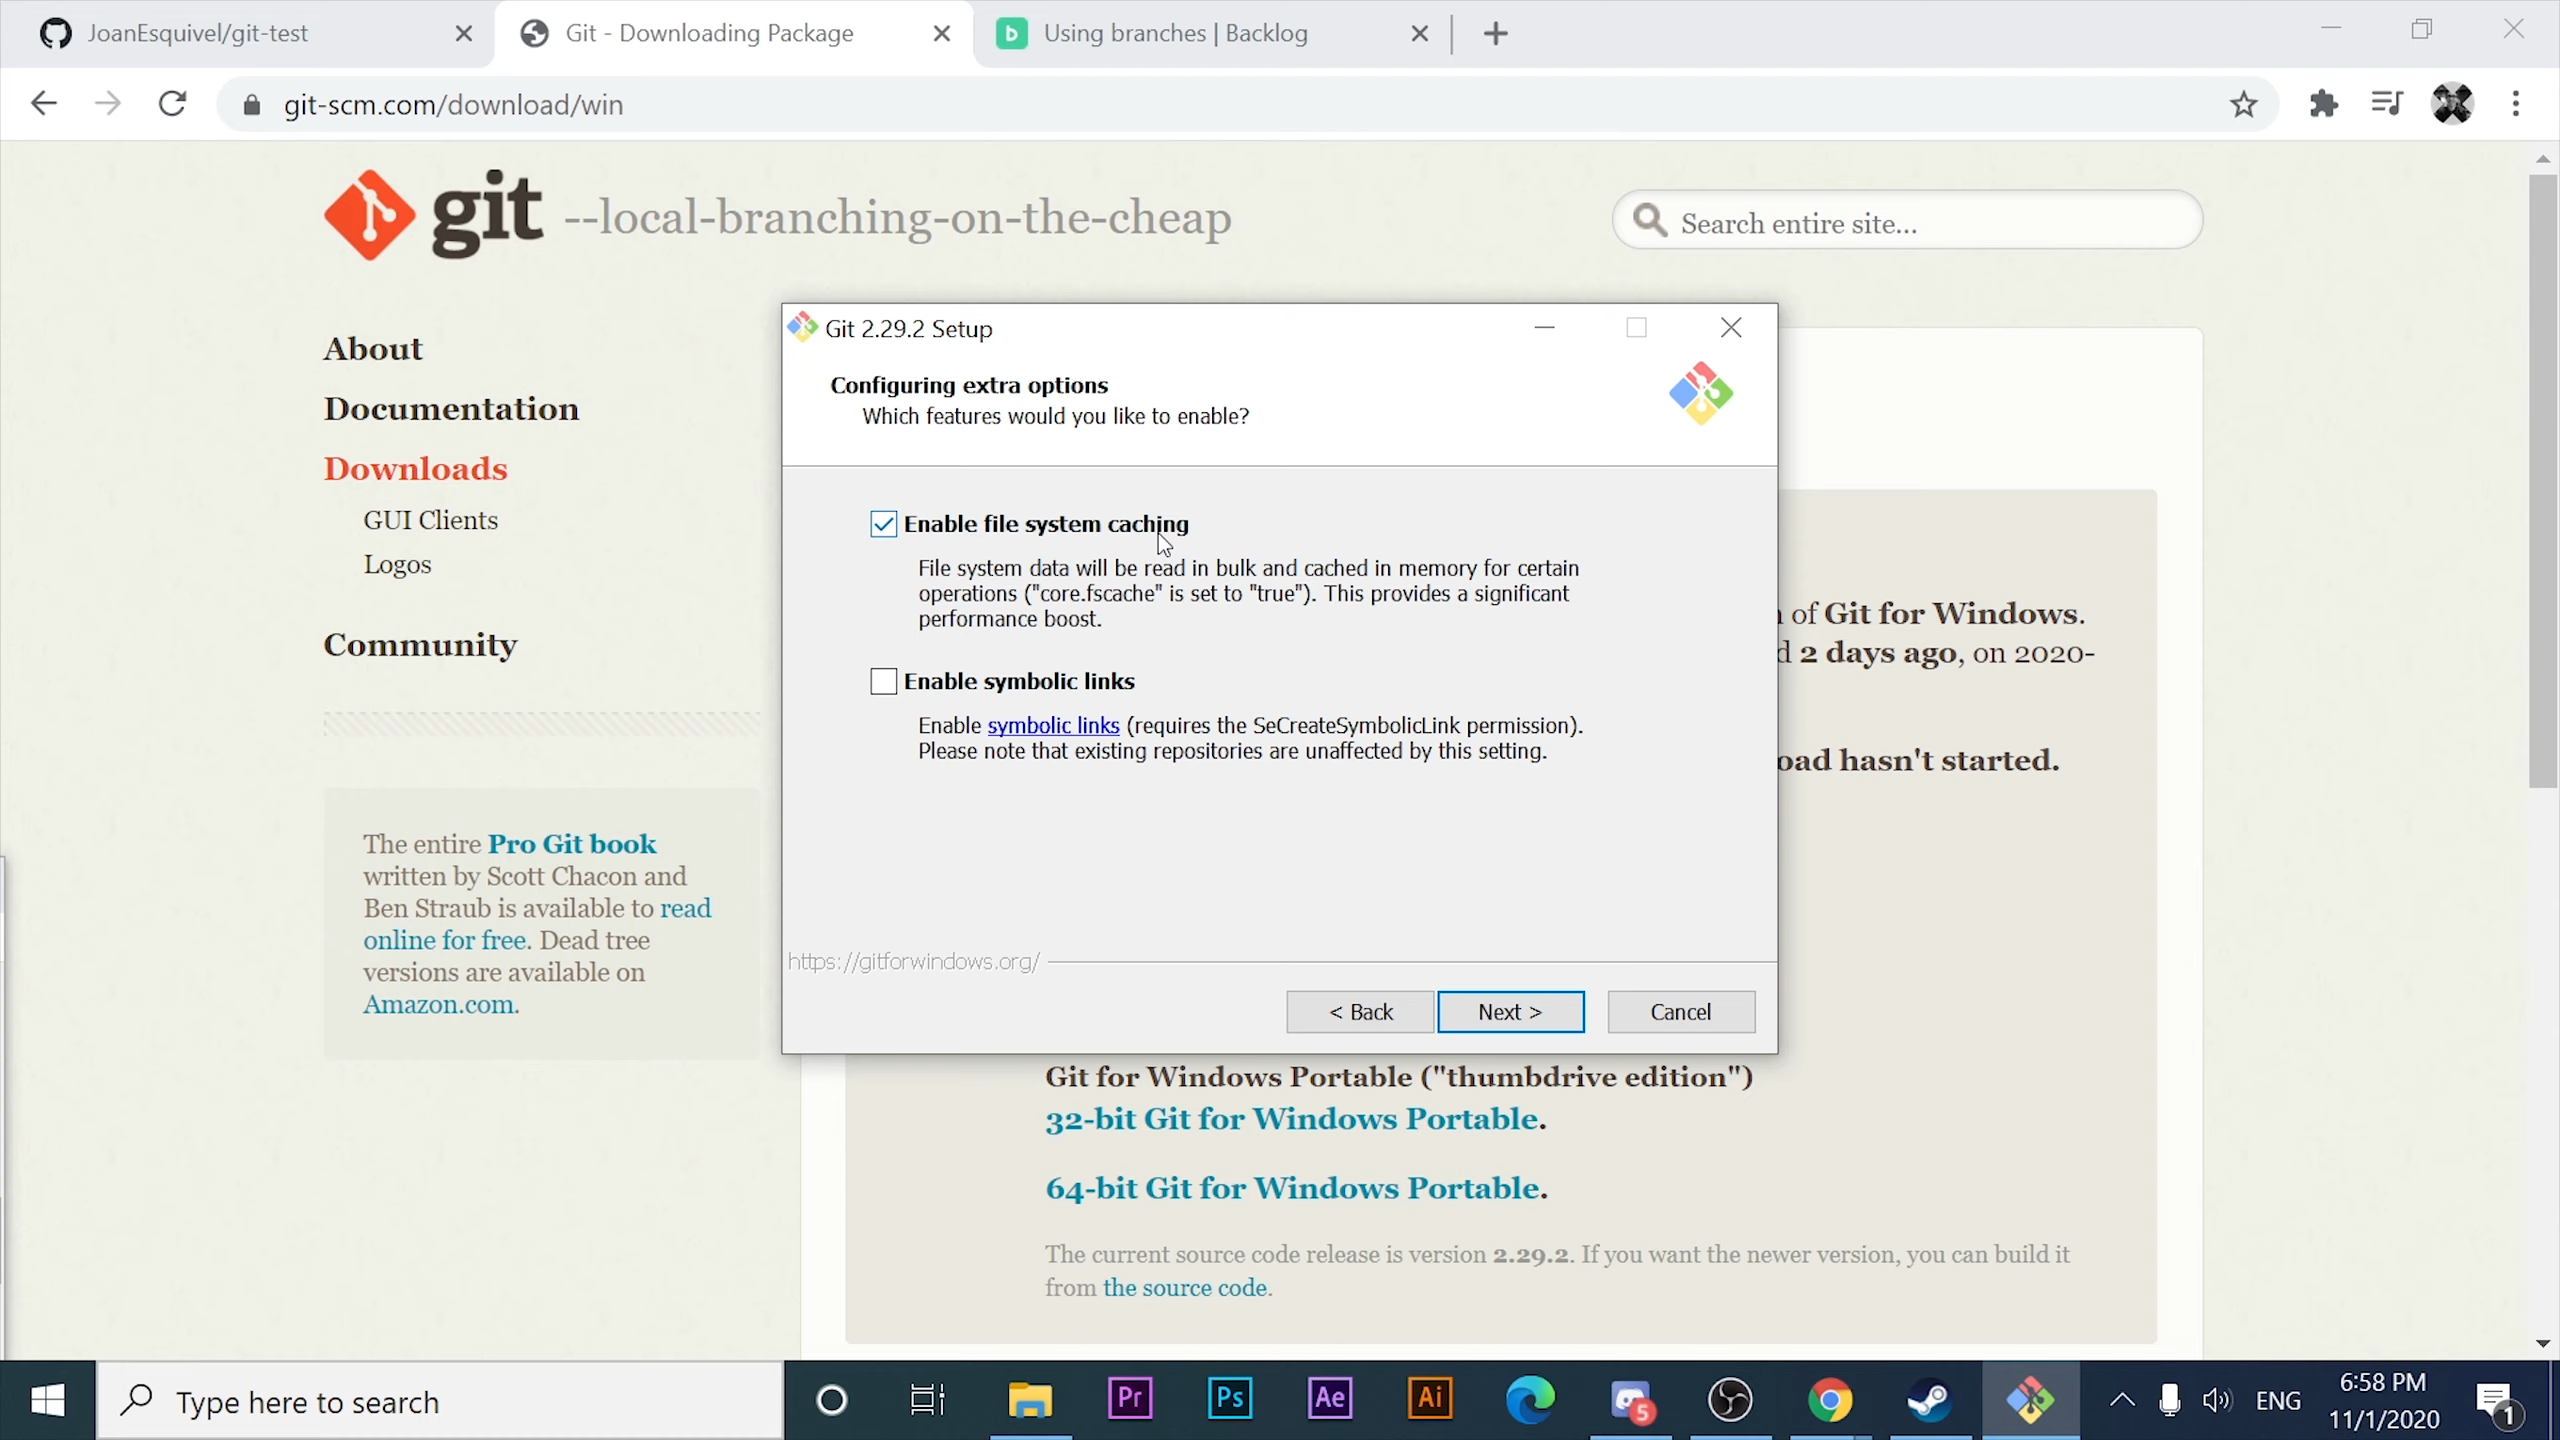 JoanEsquivel/git-test
Git - Downloading Package
Using branches | Backlog
git-scm.com/download/win
git --local-branching-on-the-cheap
Search entire site...
About
Documentation
Downloads
GUI Clients
Logos
Community
The entire Pro Git book
written by Scott Chacon and
Ben Straub is available to read
online for free. Dead tree
versions are available on
Amazon.com.
Git 2.29.2 Setup
Configuring extra options
Which features would you like to enable?
Enable file system caching
File system data will be read in bulk and cached in memory for certain
operations ("core.fscache" is set to "true"). This provides a significant
performance boost.
Enable symbolic links
Enable symbolic links (requires the SeCreateSymbolicLink permission).
Please note that existing repositories are unaffected by this setting.
https://gitforwindows.org/
< Back
Next >
Cancel
of Git for Windows.
2 days ago, on 2020-
hasn't started.
Git for Windows Portable ("thumbdrive edition")
32-bit Git for Windows Portable.
64-bit Git for Windows Portable.
The current source code release is version 2.29.2. If you want the newer version, you can build it
from the source code.
Type here to search
Pr
Ps
Ae
Ai
5
ENG
6:58 PM
11/1/2020
1